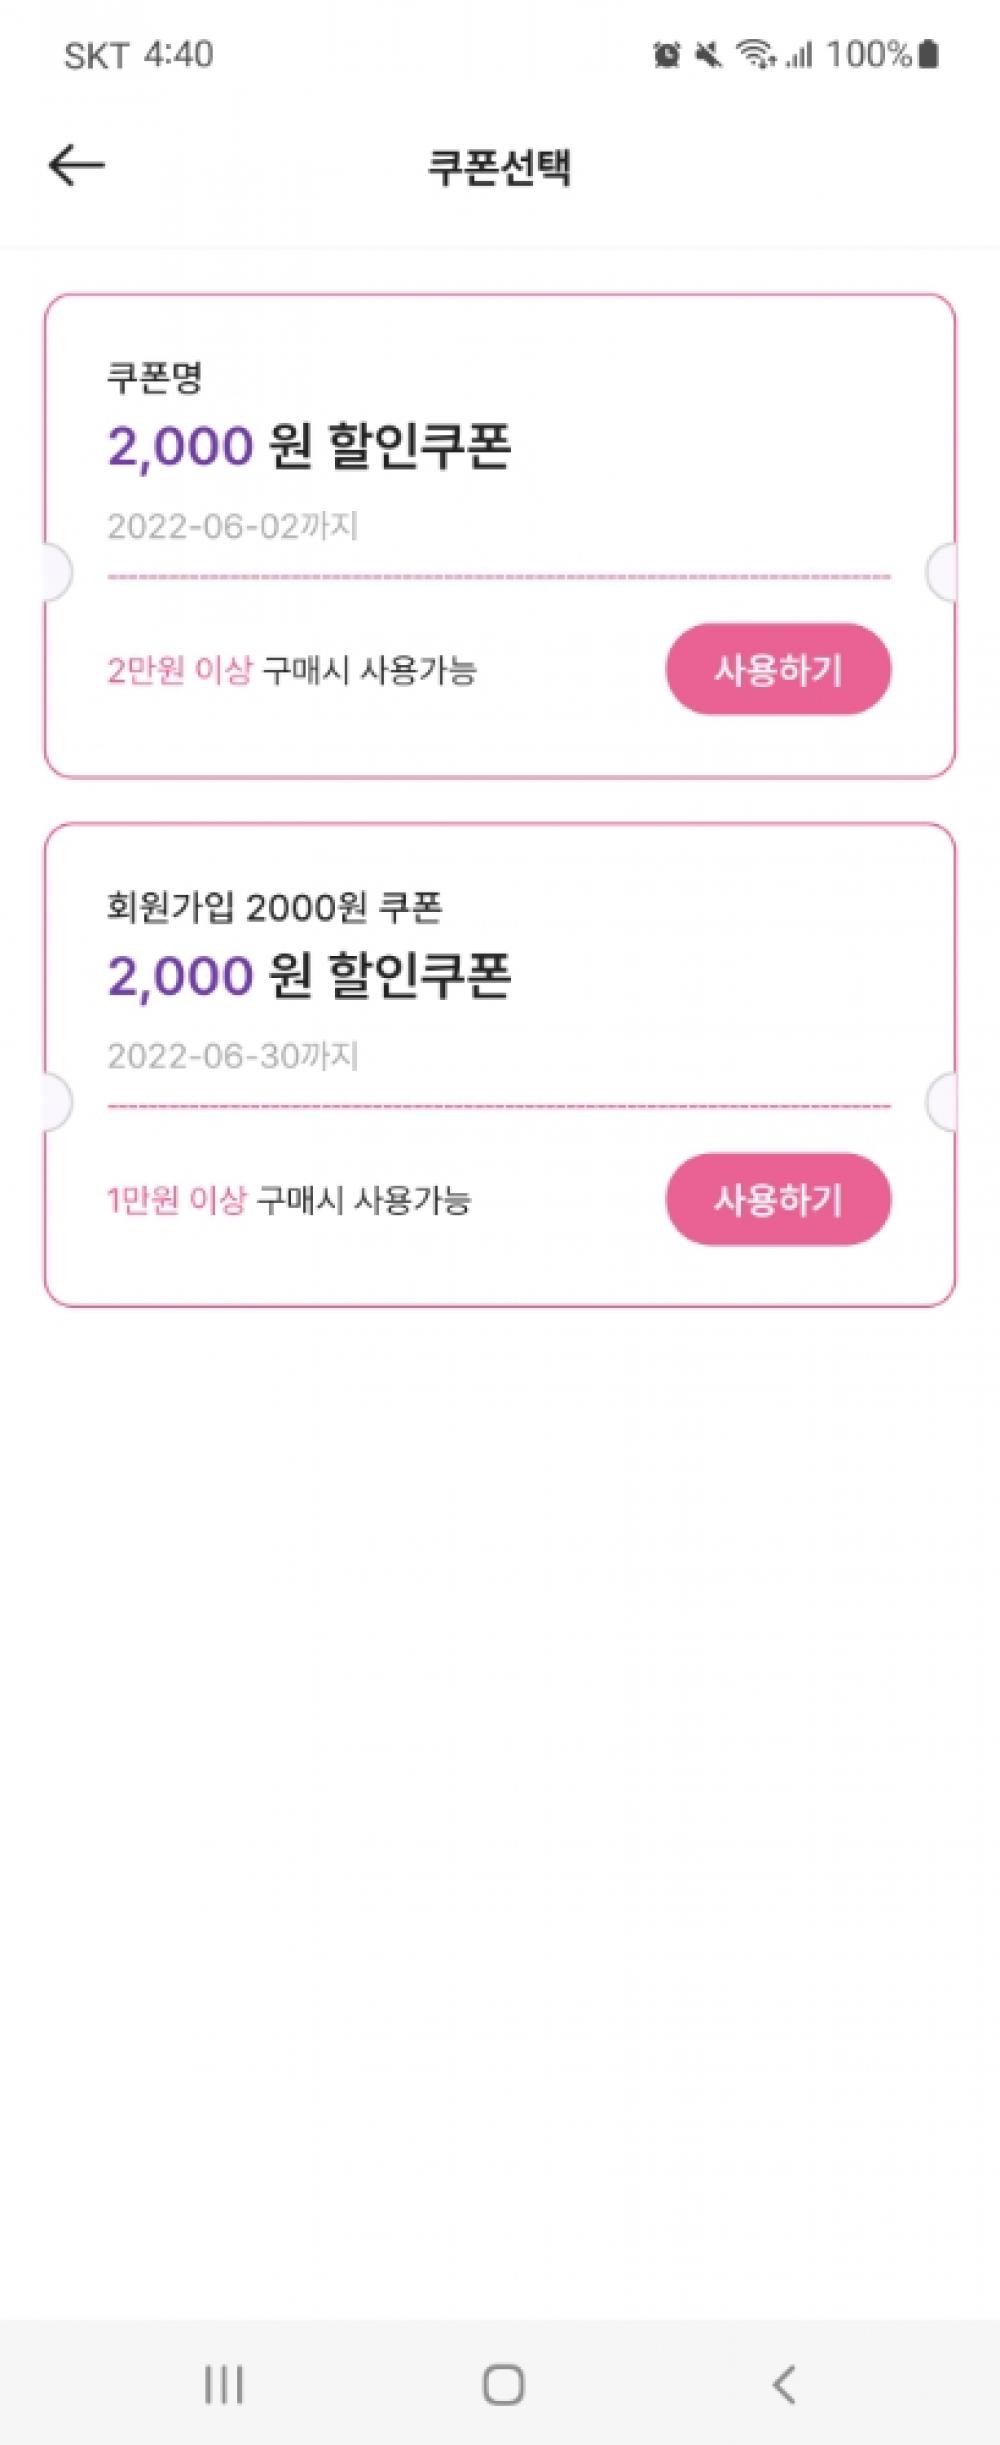 SKT 4:40 100%
쿠폰선택
쿠폰명
2,000 원 할인쿠폰
2022-06-02까지
2만원 이상 구매시 사용가능 사용하기
회원가입 2000원 쿠폰
2,000 원 할인쿠폰
2022-06-30까지
1만원 이상 구매시 사용가능 사용하기